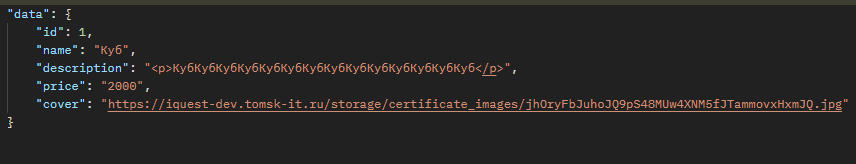 "data": {
"id": 1,
"name": "Куб",
"description": "<p>КубКубКубКубКубКубКубКубКубКубКубКубКубКуб</p>",
"price": "2000",
"cover": "https://iquest-dev.tomsk-it.ru/storage/certificate_images/jhOryFbJuhoJQ9pS48MUw4XNM5fJTammovxHxmJQ.jpg"
}